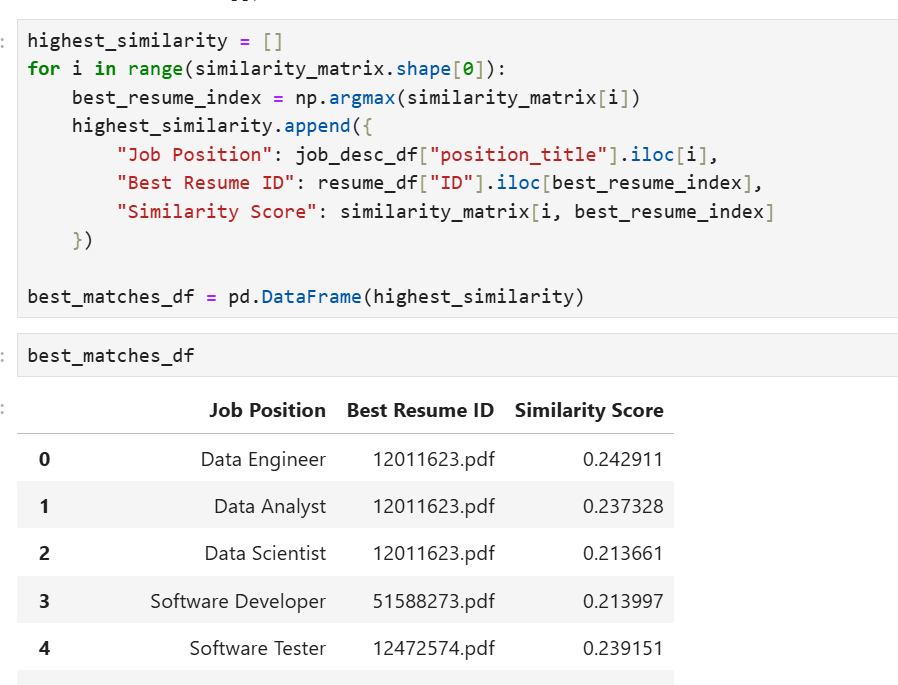 highest_similarity = []
for i in range(similarity_matrix.shape[0]):
    best_resume_index = np.argmax(similarity_matrix[i])
    highest_similarity.append({
        "Job Position": job_desc_df["position_title"].iloc[i],
        "Best Resume ID": resume_df["ID"].iloc[best_resume_index],
        "Similarity Score": similarity_matrix[i, best_resume_index]
    })
best_matches_df = pd.DataFrame(highest_similarity)
best_matches_df
Job Position Best Resume ID Similarity Score
0 Data Engineer 12011623.pdf 0.242911
1 Data Analyst 12011623.pdf 0.237328
2 Data Scientist 12011623.pdf 0.213661
3 Software Developer 51588273.pdf 0.213997
4 Software Tester 12472574.pdf 0.239151